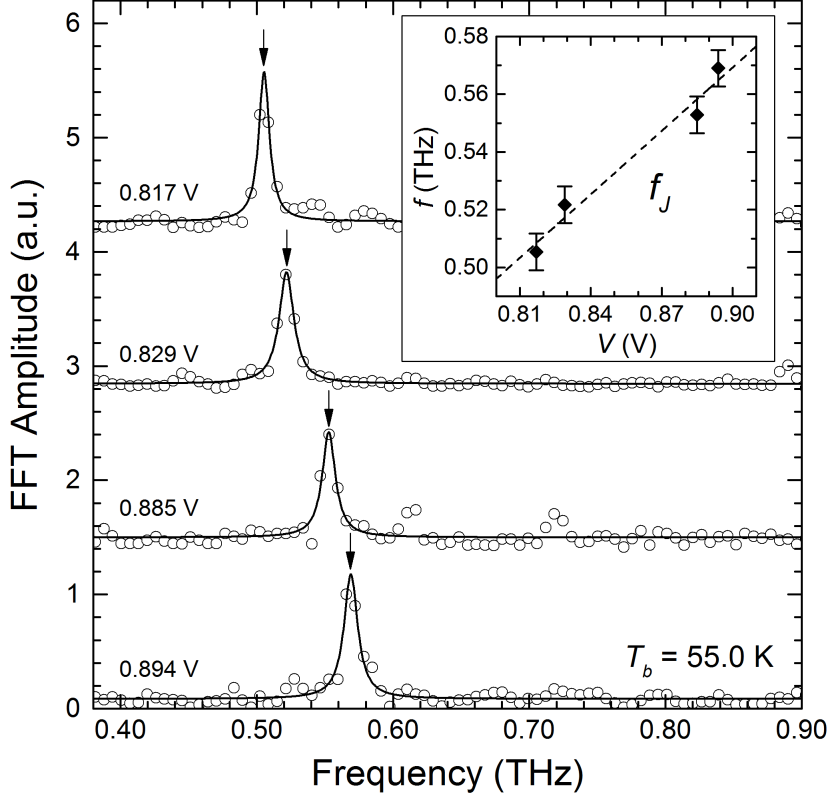 6
5
4
3
2
1
0
FFT Amplitude (a.u.)
0.817 V
0.829 V
0.885 V
0.894 V
T_b = 55.0 K
0.40 0.50 0.60 0.70 0.80 0.90
Frequency (THz)
0.58
0.56
0.54
0.52
0.50
f (THz)
f_J
0.81 0.84 0.87 0.90
V (V)